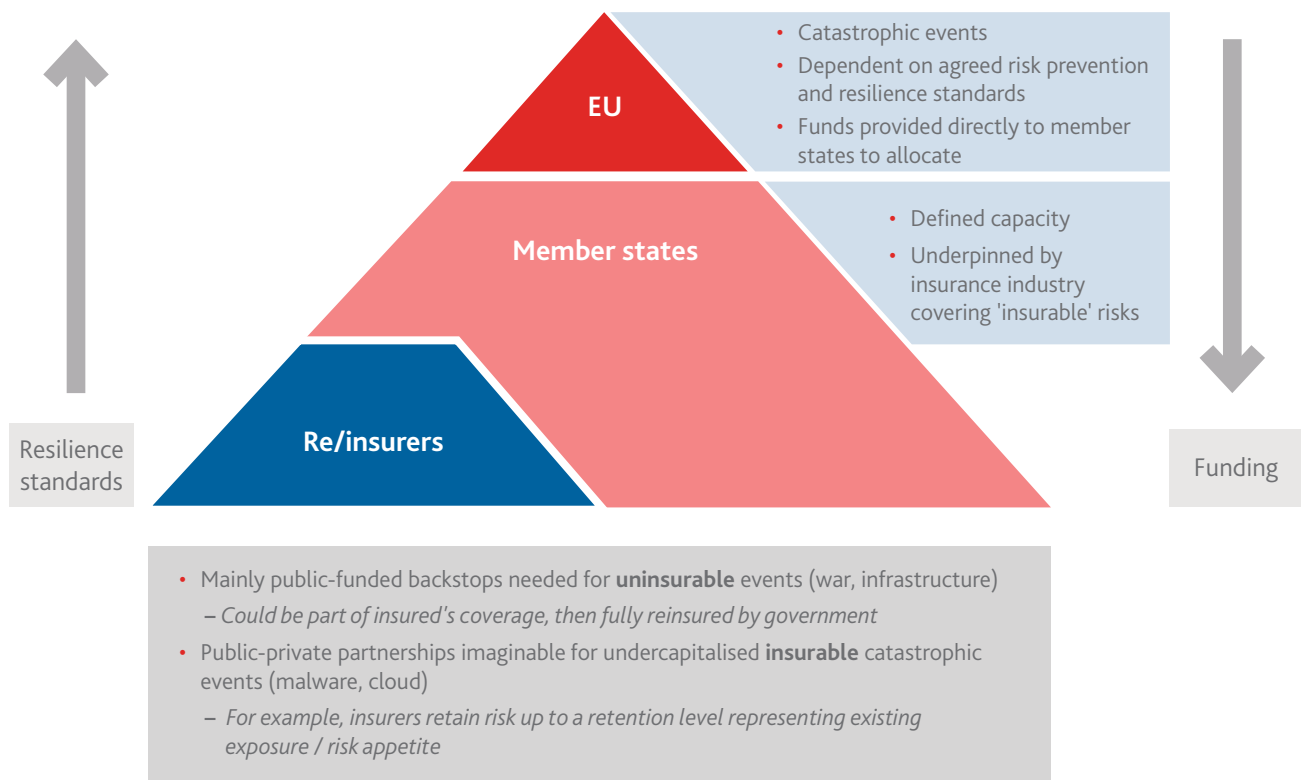 • Catastrophic events
• Dependent on agreed risk prevention
and resilience standards
• Funds provided directly to member
states to allocate
EU
• Defined capacity
• Underpinned by
insurance industry
covering 'insurable' risks
Member states
Re/insurers
Resilience
standards
Funding
• Mainly public-funded backstops needed for uninsurable events (war, infrastructure)
– Could be part of insured's coverage, then fully reinsured by government
• Public-private partnerships imaginable for undercapitalised insurable catastrophic
events (malware, cloud)
– For example, insurers retain risk up to a retention level representing existing
exposure / risk appetite